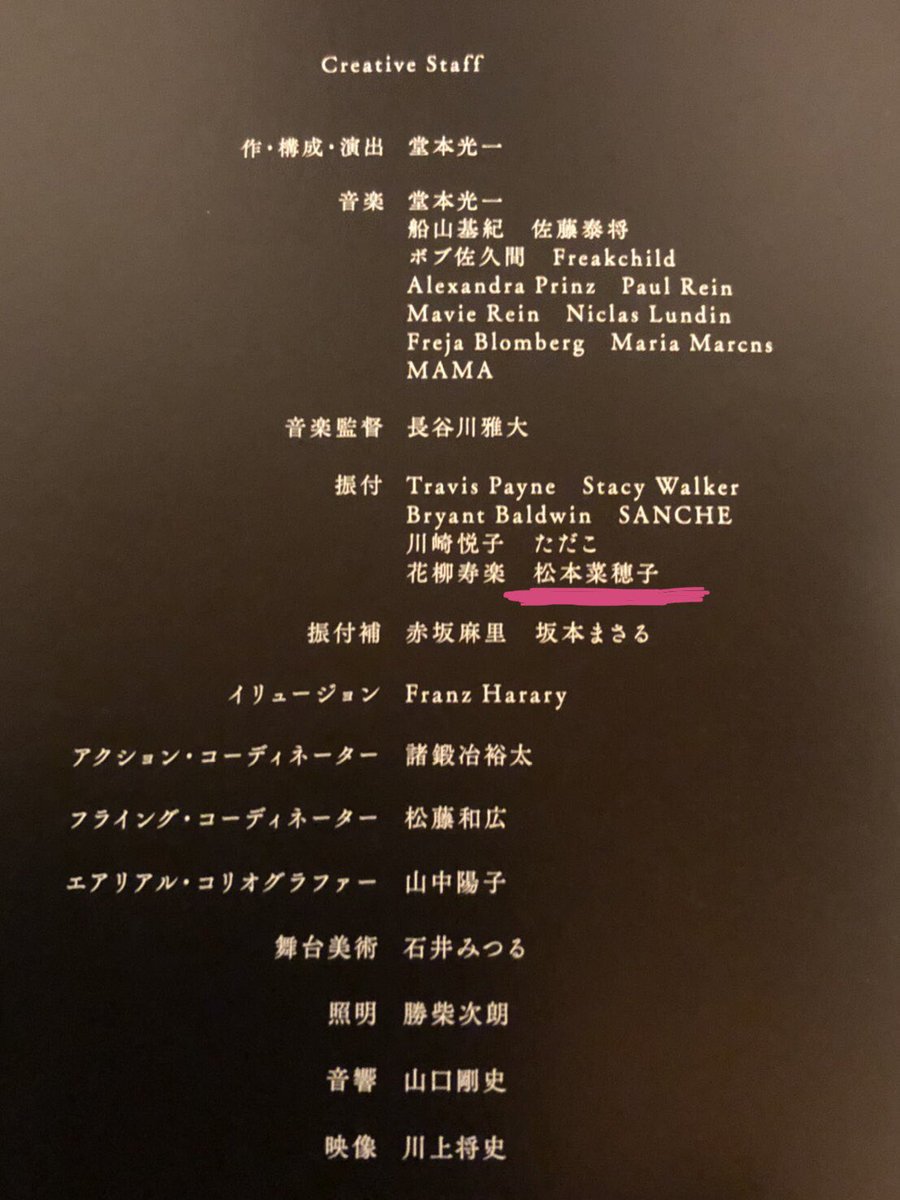 Creative Staff
作・構成・演出 堂本光一
音楽 堂本光一
船山基紀 佐藤泰将
ボブ佐久間 Freakchild
Alexandra Prinz Paul Rein
Mavie Rein Niclas Lundin
Freja Blomberg Maria Marcns
MAMA
音楽監督 長谷川雅大
振付 Travis Payne Stacy Walker
Bryant Baldwin SANCHE
川崎悦子 ただこ
花柳寿楽 松本菜穂子
振付補 赤坂麻里 坂本まさる
イリュージョン Franz Harary
アクション・コーディネーター 諸鍛冶裕太
フライング・コーディネーター 松藤和広
エアリアル・コリオグラファー 山中陽子
舞台美術 石井みつる
照明 勝柴次朗
音響 山口剛史
映像 川上将史